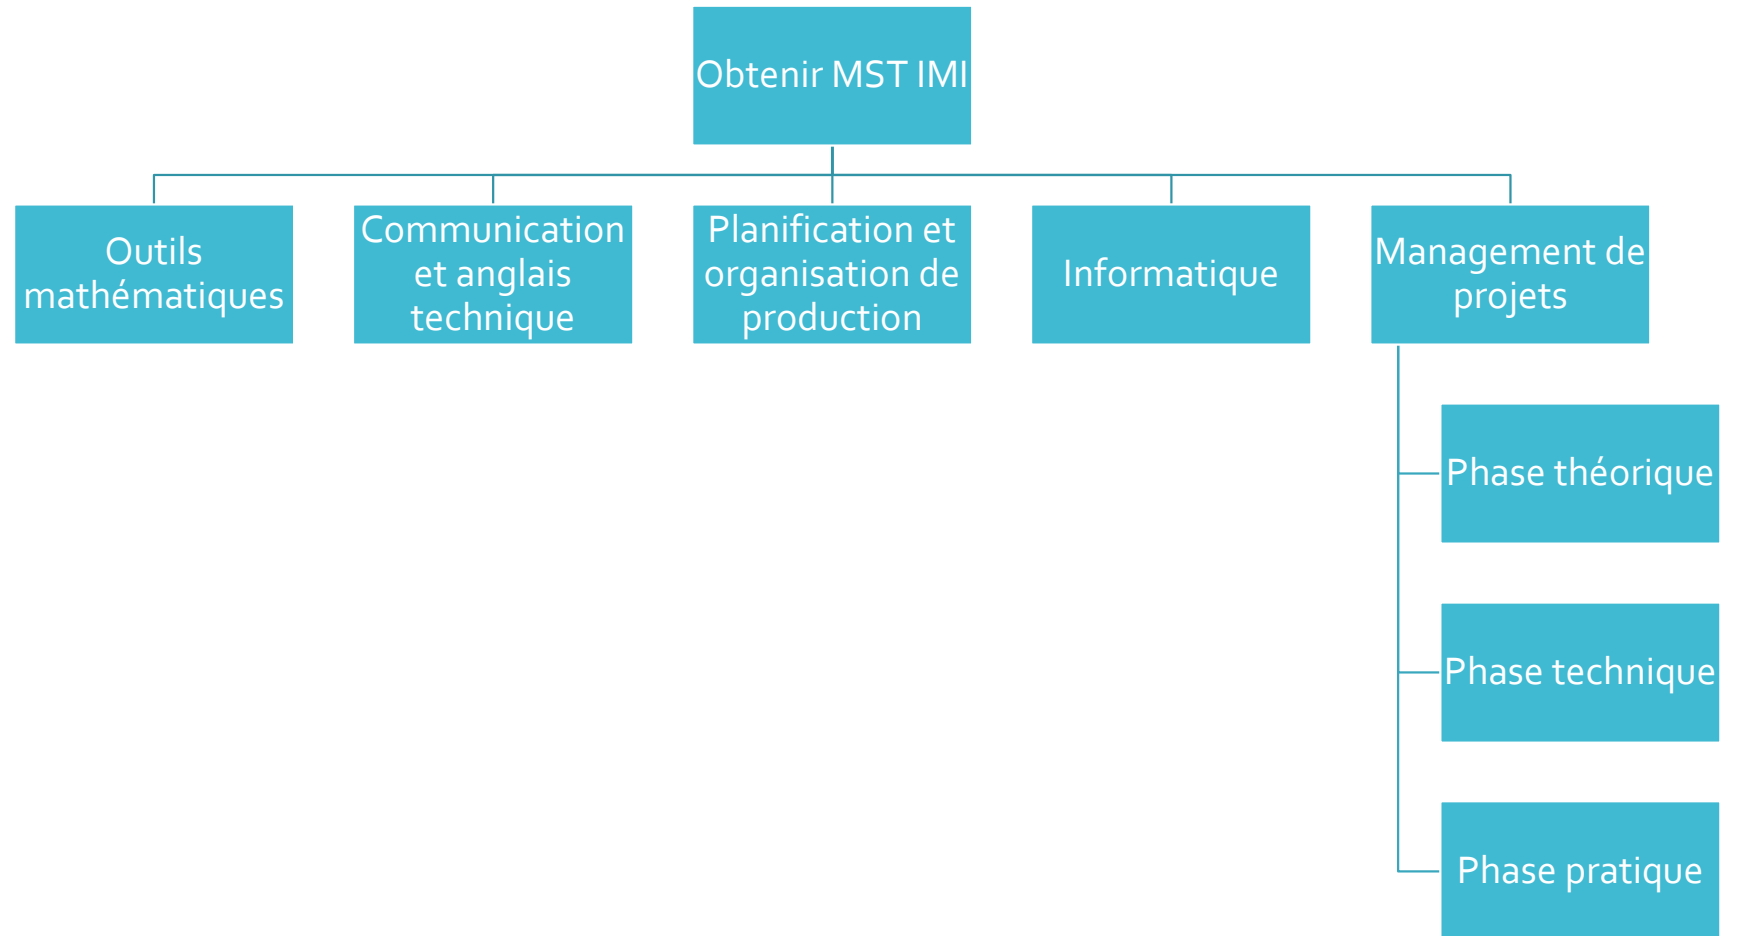 Obtenir MST IMI
Outils
mathématiques
Communication
et anglais
technique
Planification et
organisation de
production
Informatique
Management de
projets
Phase théorique
Phase technique
Phase pratique